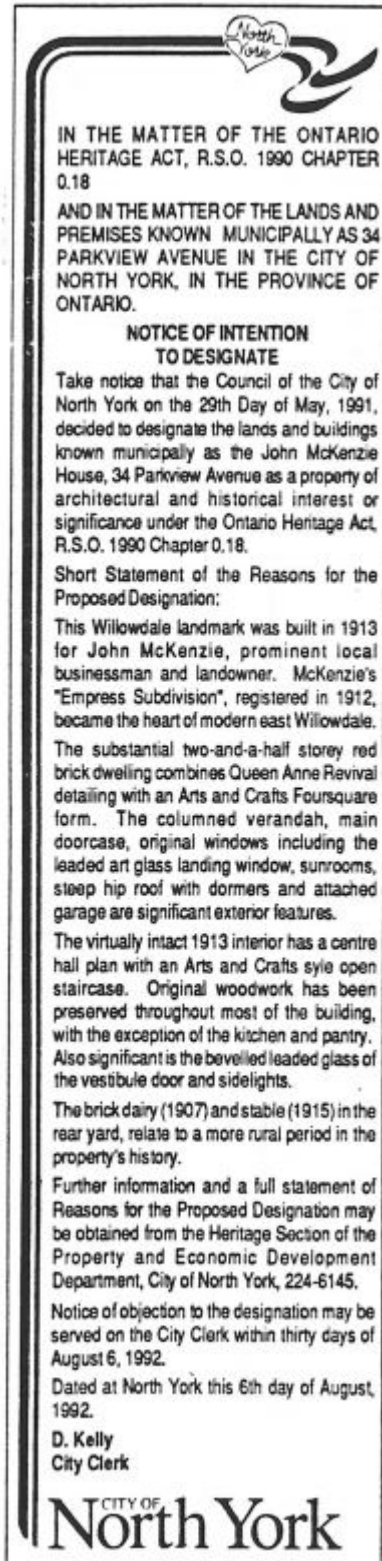 North
York
IN THE MATTER OF THE ONTARIO
HERITAGE ACT, R.S.O. 1990 CHAPTER
0.18
AND IN THE MATTER OF THE LANDS AND
PREMISES KNOWN MUNICIPALLY AS 34
PARKVIEW AVENUE IN THE CITY OF
NORTH YORK, IN THE PROVINCE OF
ONTARIO.
NOTICE OF INTENTION
TO DESIGNATE
Take notice that the Council of the City of
North York on the 29th Day of May, 1991,
decided to designate the lands and buildings
known municipally as the John McKenzie
House, 34 Parkview Avenue as a property of
architectural and historical interest or
significance under the Ontario Heritage Act,
R.S.O. 1990 Chapter 0.18.
Short Statement of the Reasons for the
Proposed Designation:
This Willowdale landmark was built in 1913
for John McKenzie, prominent local
businessman and landowner. McKenzie's
"Empress Subdivision", registered in 1912,
became the heart of modern east Willowdale.
The substantial two-and-a-half storey red
brick dwelling combines Queen Anne Revival
detailing with an Arts and Crafts Foursquare
form. The columned verandah, main
doorcase, original windows including the
leaded art glass landing window, sunrooms,
steep hip roof with dormers and attached
garage are significant exterior features.
The virtually intact 1913 interior has a centre
hall plan with an Arts and Crafts syle open
staircase. Original woodwork has been
preserved throughout most of the building,
with the exception of the kitchen and pantry.
Also significant is the bevelled leaded glass of
the vestibule door and sidelights.
The brick dairy (1907) and stable (1915) in the
rear yard, relate to a more rural period in the
property's history.
Further information and a full statement of
Reasons for the Proposed Designation may
be obtained from the Heritage Section of the
Property and Economic Development
Department, City of North York, 224-6145.
Notice of objection to the designation may be
served on the City Clerk within thirty days of
August 6, 1992.
Dated at North York this 6th day of August,
1992.
D. Kelly
City Clerk
CITY OF
North York